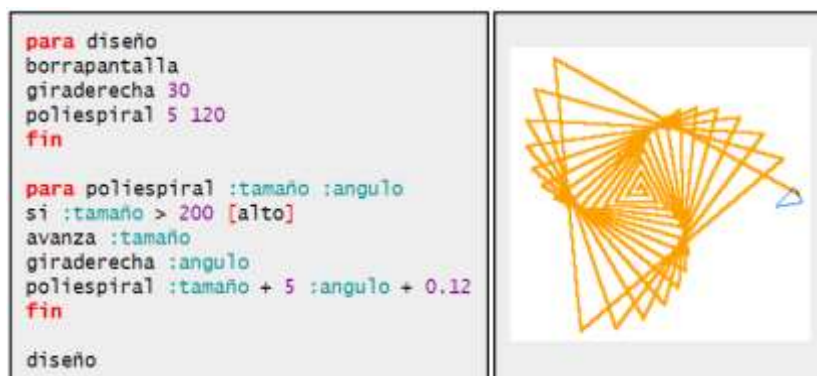 para diseño
borrapantalla
giraderecha 30
poliespiral 5 120
fin
para poliespiral :tamaño :angulo
si :tamaño > 200 [alto]
avanza :tamaño
giraderecha :angulo
poliespiral :tamaño + 5 :angulo + 0.12
fin
diseño